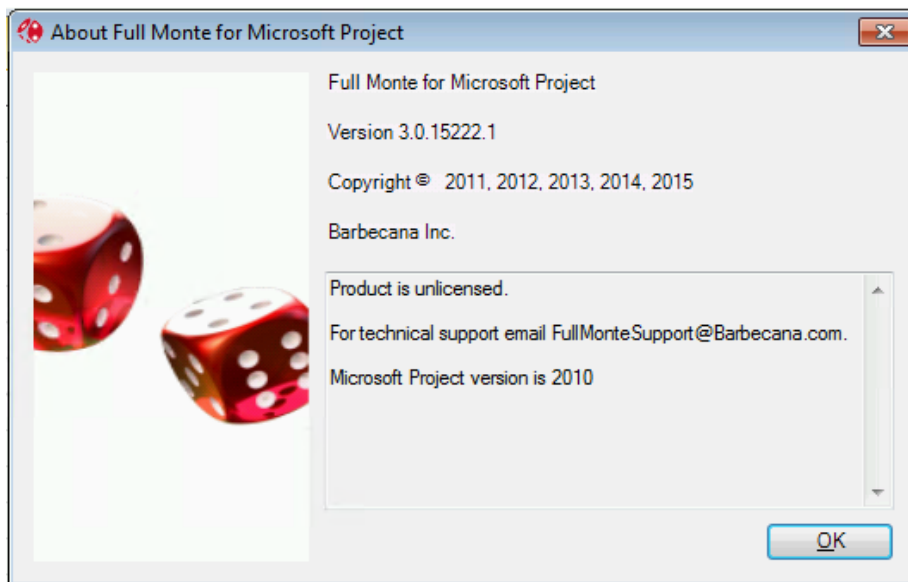 About Full Monte for Microsoft Project
Full Monte for Microsoft Project
Version 3.0.15222.1
Copyright © 2011, 2012, 2013, 2014, 2015
Barbecana Inc.
Product is unlicensed.
For technical support email FullMonteSupport@Barbecana.com.
Microsoft Project version is 2010
OK